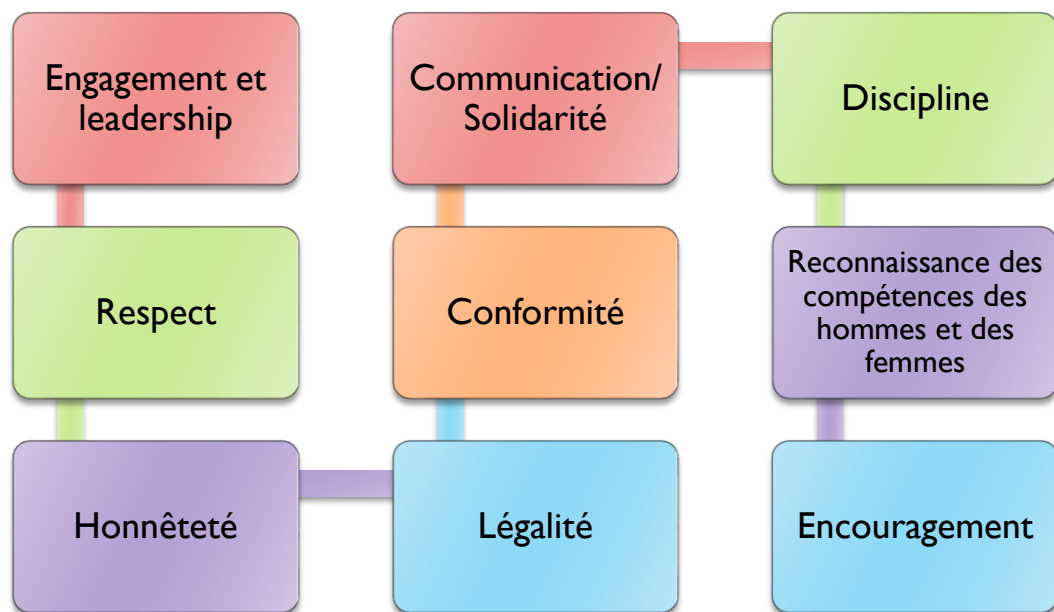 Engagement et
leadership
Respect
Honnêteté
Légalité
Conformité
Communication/
Solidarité
Discipline
Reconnaissance des
compétences des
hommes et des
femmes
Encouragement